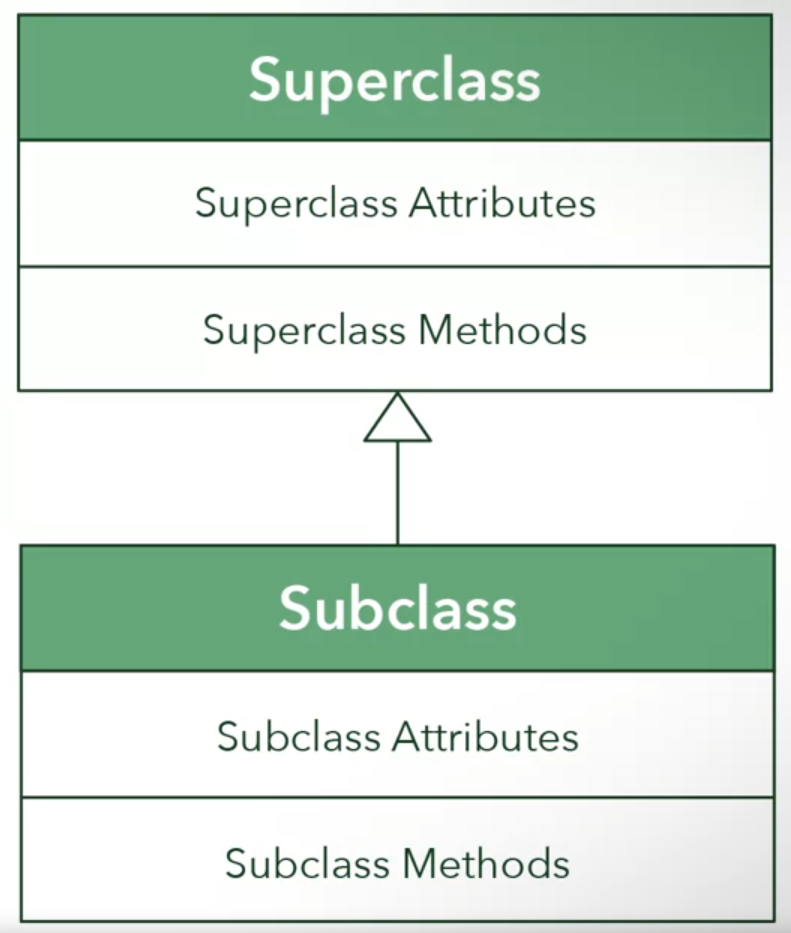 Superclass
Superclass Attributes
Superclass Methods
Subclass
Subclass Attributes
Subclass Methods